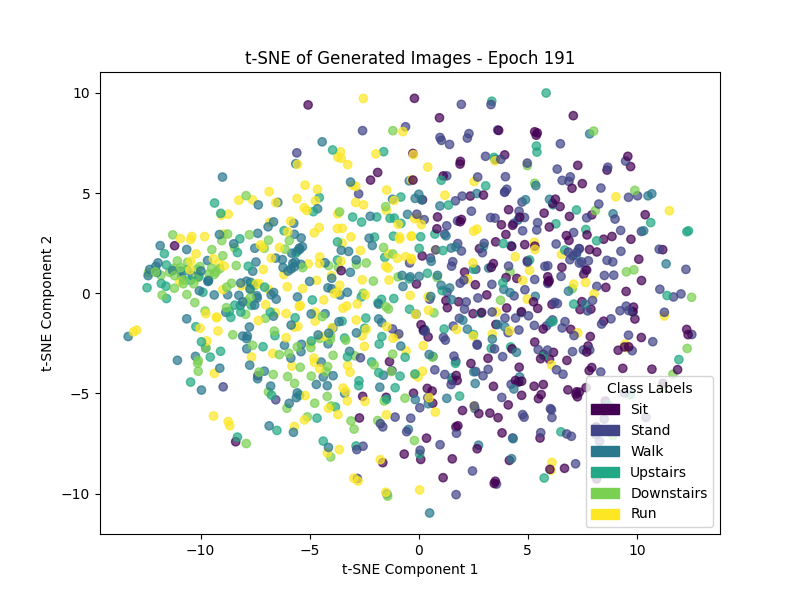 t-SNE of Generated Images - Epoch 191
t-SNE Component 2
10
5
0
−5
−10
−10
−5
0
5
10
t-SNE Component 1
Class Labels
Sit
Stand
Walk
Upstairs
Downstairs
Run